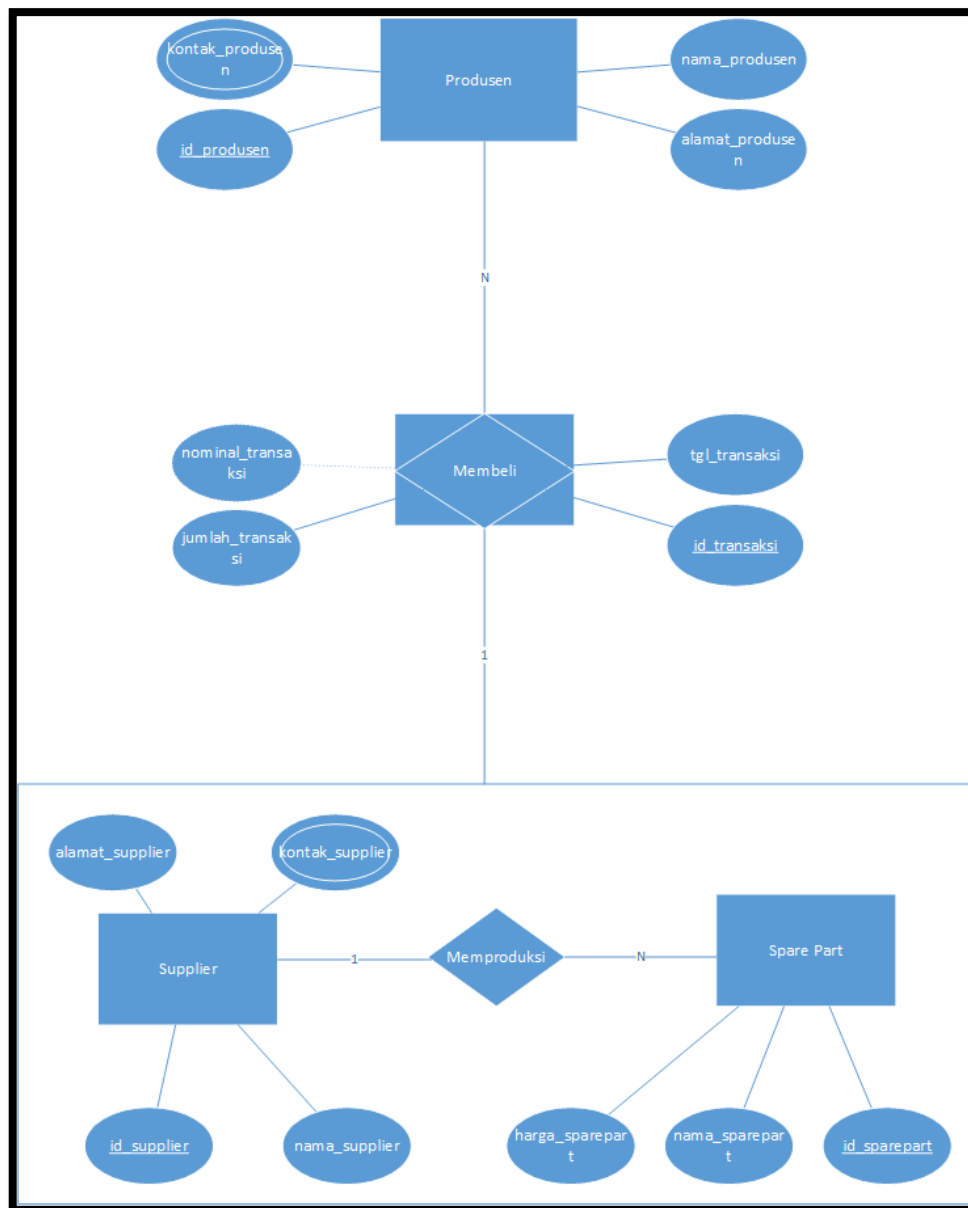 kontak_produse
n
Produsen
nama_produsen
id_produsen
alamat_produse
n
N
nominal_transa
ksi
Membeli
tgl_transaksi
jumlah_transak
si
id_transaksi
1
alamat_supplier
kontak_supplier
Supplier
1
Memproduksi
N
Spare Part
id_supplier
nama_supplier
harga_sparepar
t
nama_sparepar
t
id_sparepart